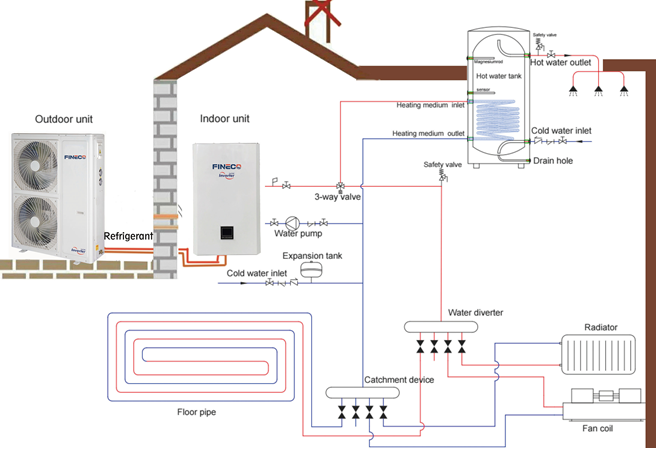 Safety valve
Hot water outlet
Magnesiumrod
Hot water tank
sensor
Heating medium inlet
Heating medium outlet
Cold water inlet
Drain hole
Outdoor unit
Indoor unit
FINECO
FINECO
Safety valve
3-way valve
Refrigerant
Water pump
Expansion tank
Cold water inlet
Water diverter
Radiator
Catchment device
Floor pipe
Fan coil